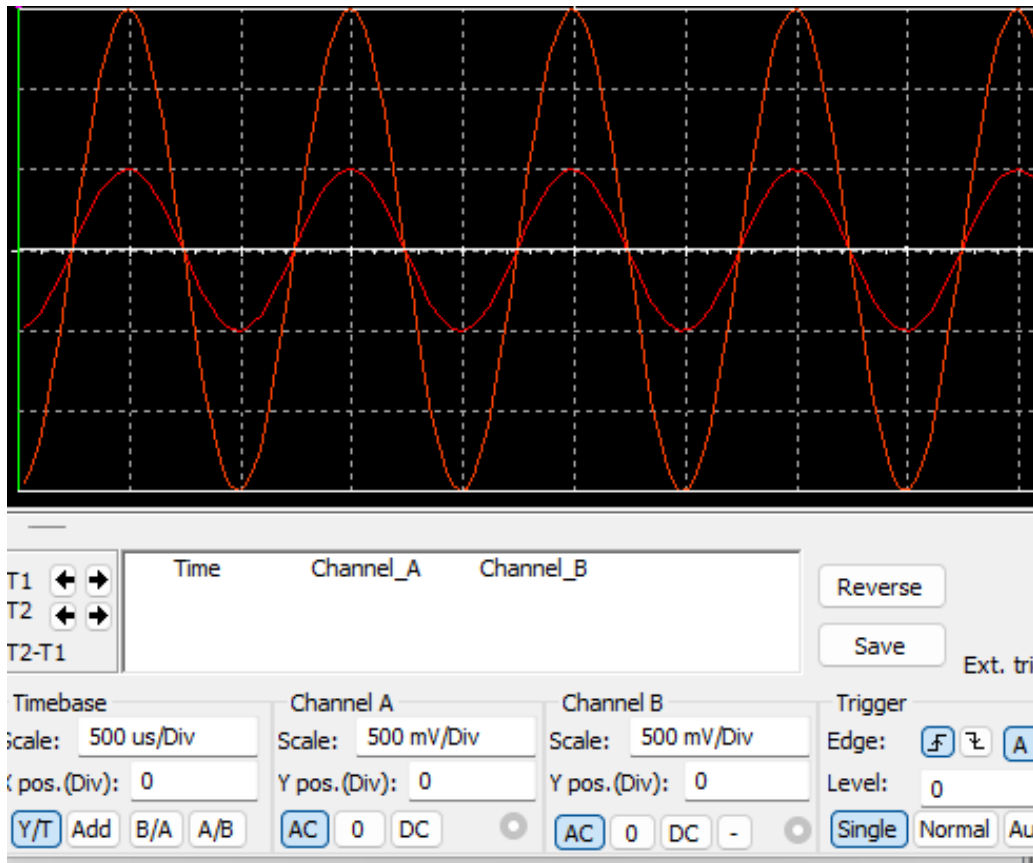 Time Channel_A Channel_B
T1
T2
T2-T1
Reverse
Save
Ext. tri
Timebase
Scale: 500 us/Div
X pos.(Div): 0
Y/T Add B/A A/B
Channel A
Scale: 500 mV/Div
Y pos.(Div): 0
AC 0 DC
Channel B
Scale: 500 mV/Div
Y pos.(Div): 0
AC 0 DC -
Trigger
Edge: A
Level: 0
Single Normal Au